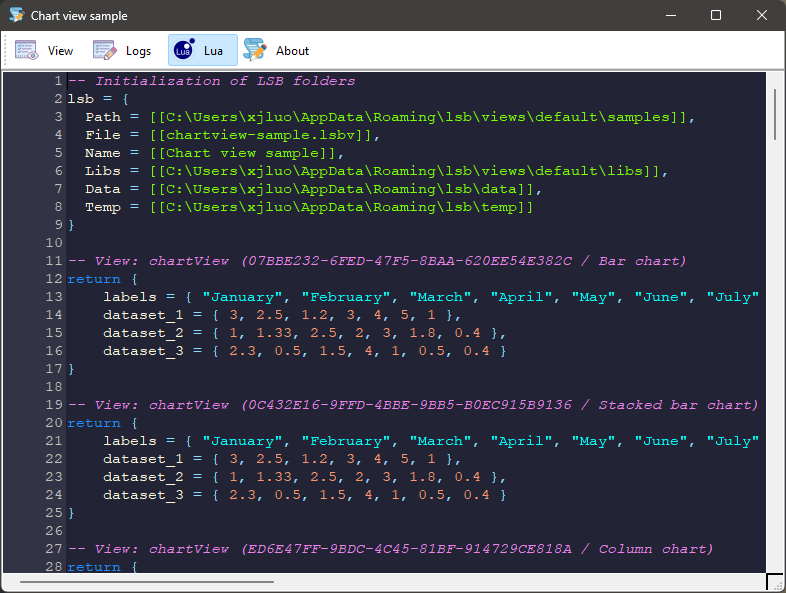 Chart view sample
View Logs Lua Lua About
1 -- Initialization of LSB folders
2 lsb = {
3 Path = [[C:\Users\xjluo\AppData\Roaming\lsb\views\default\samples]],
4 File = [[chartview-sample.lsbv]],
5 Name = [[Chart view sample]],
6 Libs = [[C:\Users\xjluo\AppData\Roaming\lsb\views\default\libs]],
7 Data = [[C:\Users\xjluo\AppData\Roaming\lsb\data]],
8 Temp = [[C:\Users\xjluo\AppData\Roaming\lsb\temp]]
9 }
10
11 -- View: chartView (07BBE232-6FED-47F5-8BAA-620EE54E382C / Bar chart)
12 return {
13 labels = { "January", "February", "March", "April", "May", "June", "July"
14 dataset_1 = { 3, 2.5, 1.2, 3, 4, 5, 1 },
15 dataset_2 = { 1, 1.33, 2.5, 2, 3, 1.8, 0.4 },
16 dataset_3 = { 2.3, 0.5, 1.5, 4, 1, 0.5, 0.4 }
17 }
18
19 -- View: chartView (0C432E16-9FFD-4BBE-9BB5-B0EC915B9136 / Stacked bar chart)
20 return {
21 labels = { "January", "February", "March", "April", "May", "June", "July"
22 dataset_1 = { 3, 2.5, 1.2, 3, 4, 5, 1 },
23 dataset_2 = { 1, 1.33, 2.5, 2, 3, 1.8, 0.4 },
24 dataset_3 = { 2.3, 0.5, 1.5, 4, 1, 0.5, 0.4 }
25 }
26
27 -- View: chartView (ED6E47FF-9BDC-4C45-81BF-914729CE818A / Column chart)
28 return {